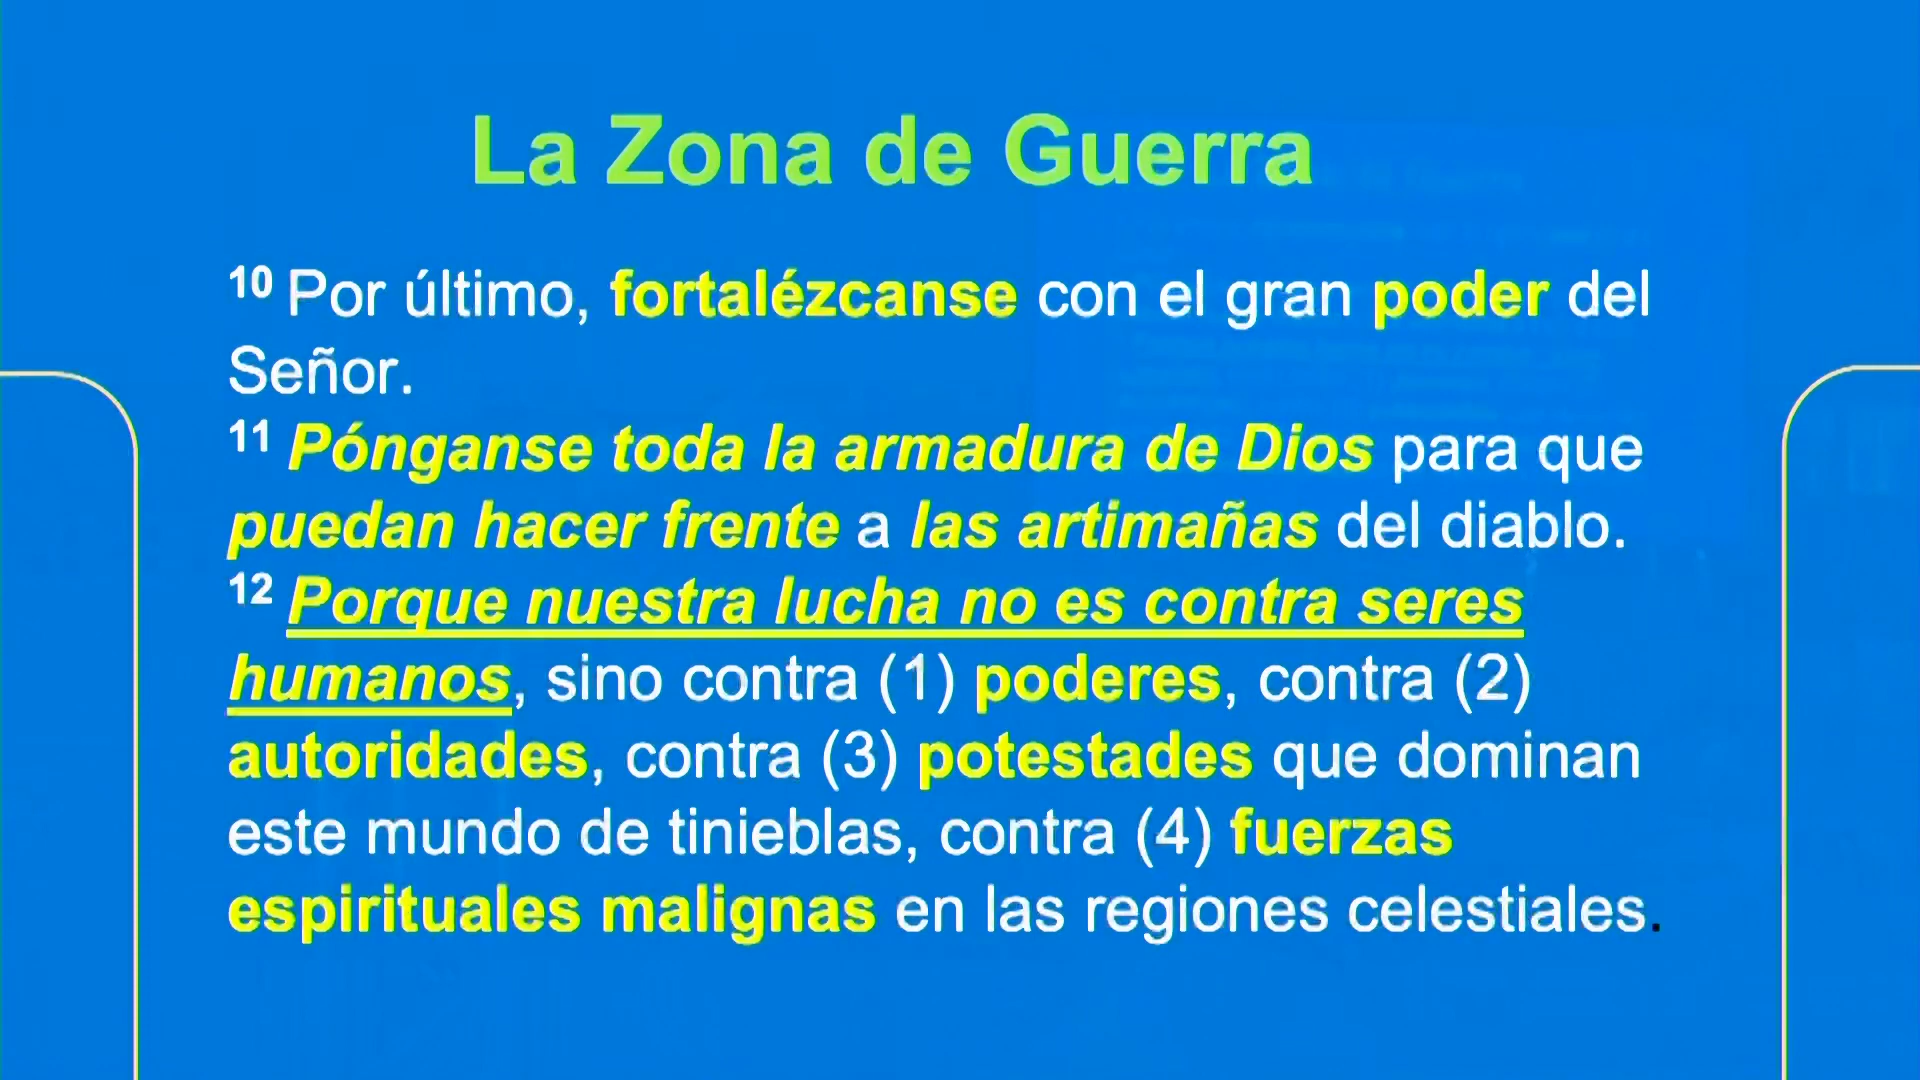 La Zona de Guerra
10 Por último, fortalézcanse con el gran poder del
Señor.
11 Pónganse toda la armadura de Dios para que
puedan hacer frente a las artimañas del diablo.
12 Porque nuestra lucha no es contra seres
humanos, sino contra (1) poderes, contra (2)
autoridades, contra (3) potestades que dominan
este mundo de tinieblas, contra (4) fuerzas
espirituales malignas en las regiones celestiales.